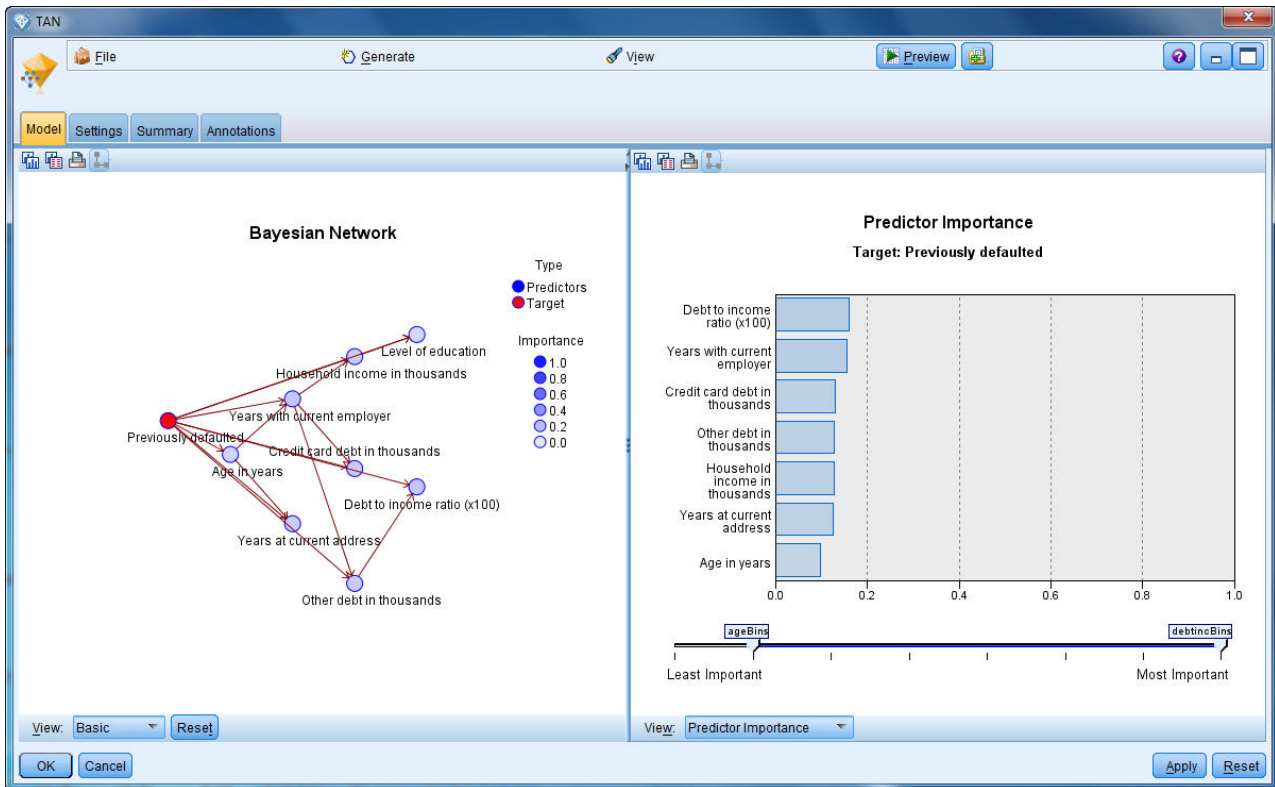 TAN
x
File
Generate
View
Preview
?
Model
Settings
Summary
Annotations
Bayesian Network
Type
Predictors
Target
Importance
1.0
0.8
0.6
0.4
0.2
0.0
Level of education
Household income in thousands
Years with current employer
Previously defaulted
Credit card debt in thousands
Age in years
Debt to income ratio (x100)
Years at current address
Other debt in thousands
View:
Basic
Reset
Predictor Importance
Target: Previously defaulted
Debt to income
ratio (x100)
Years with current
employer
Credit card debt in
thousands
Other debt in
thousands
Household
income in
thousands
Years at current
address
Age in years
0.0
0.2
0.4
0.6
0.8
1.0
ageBins
debtincBins
Least Important
Most Important
View:
Predictor Importance
OK
Cancel
Apply
Reset